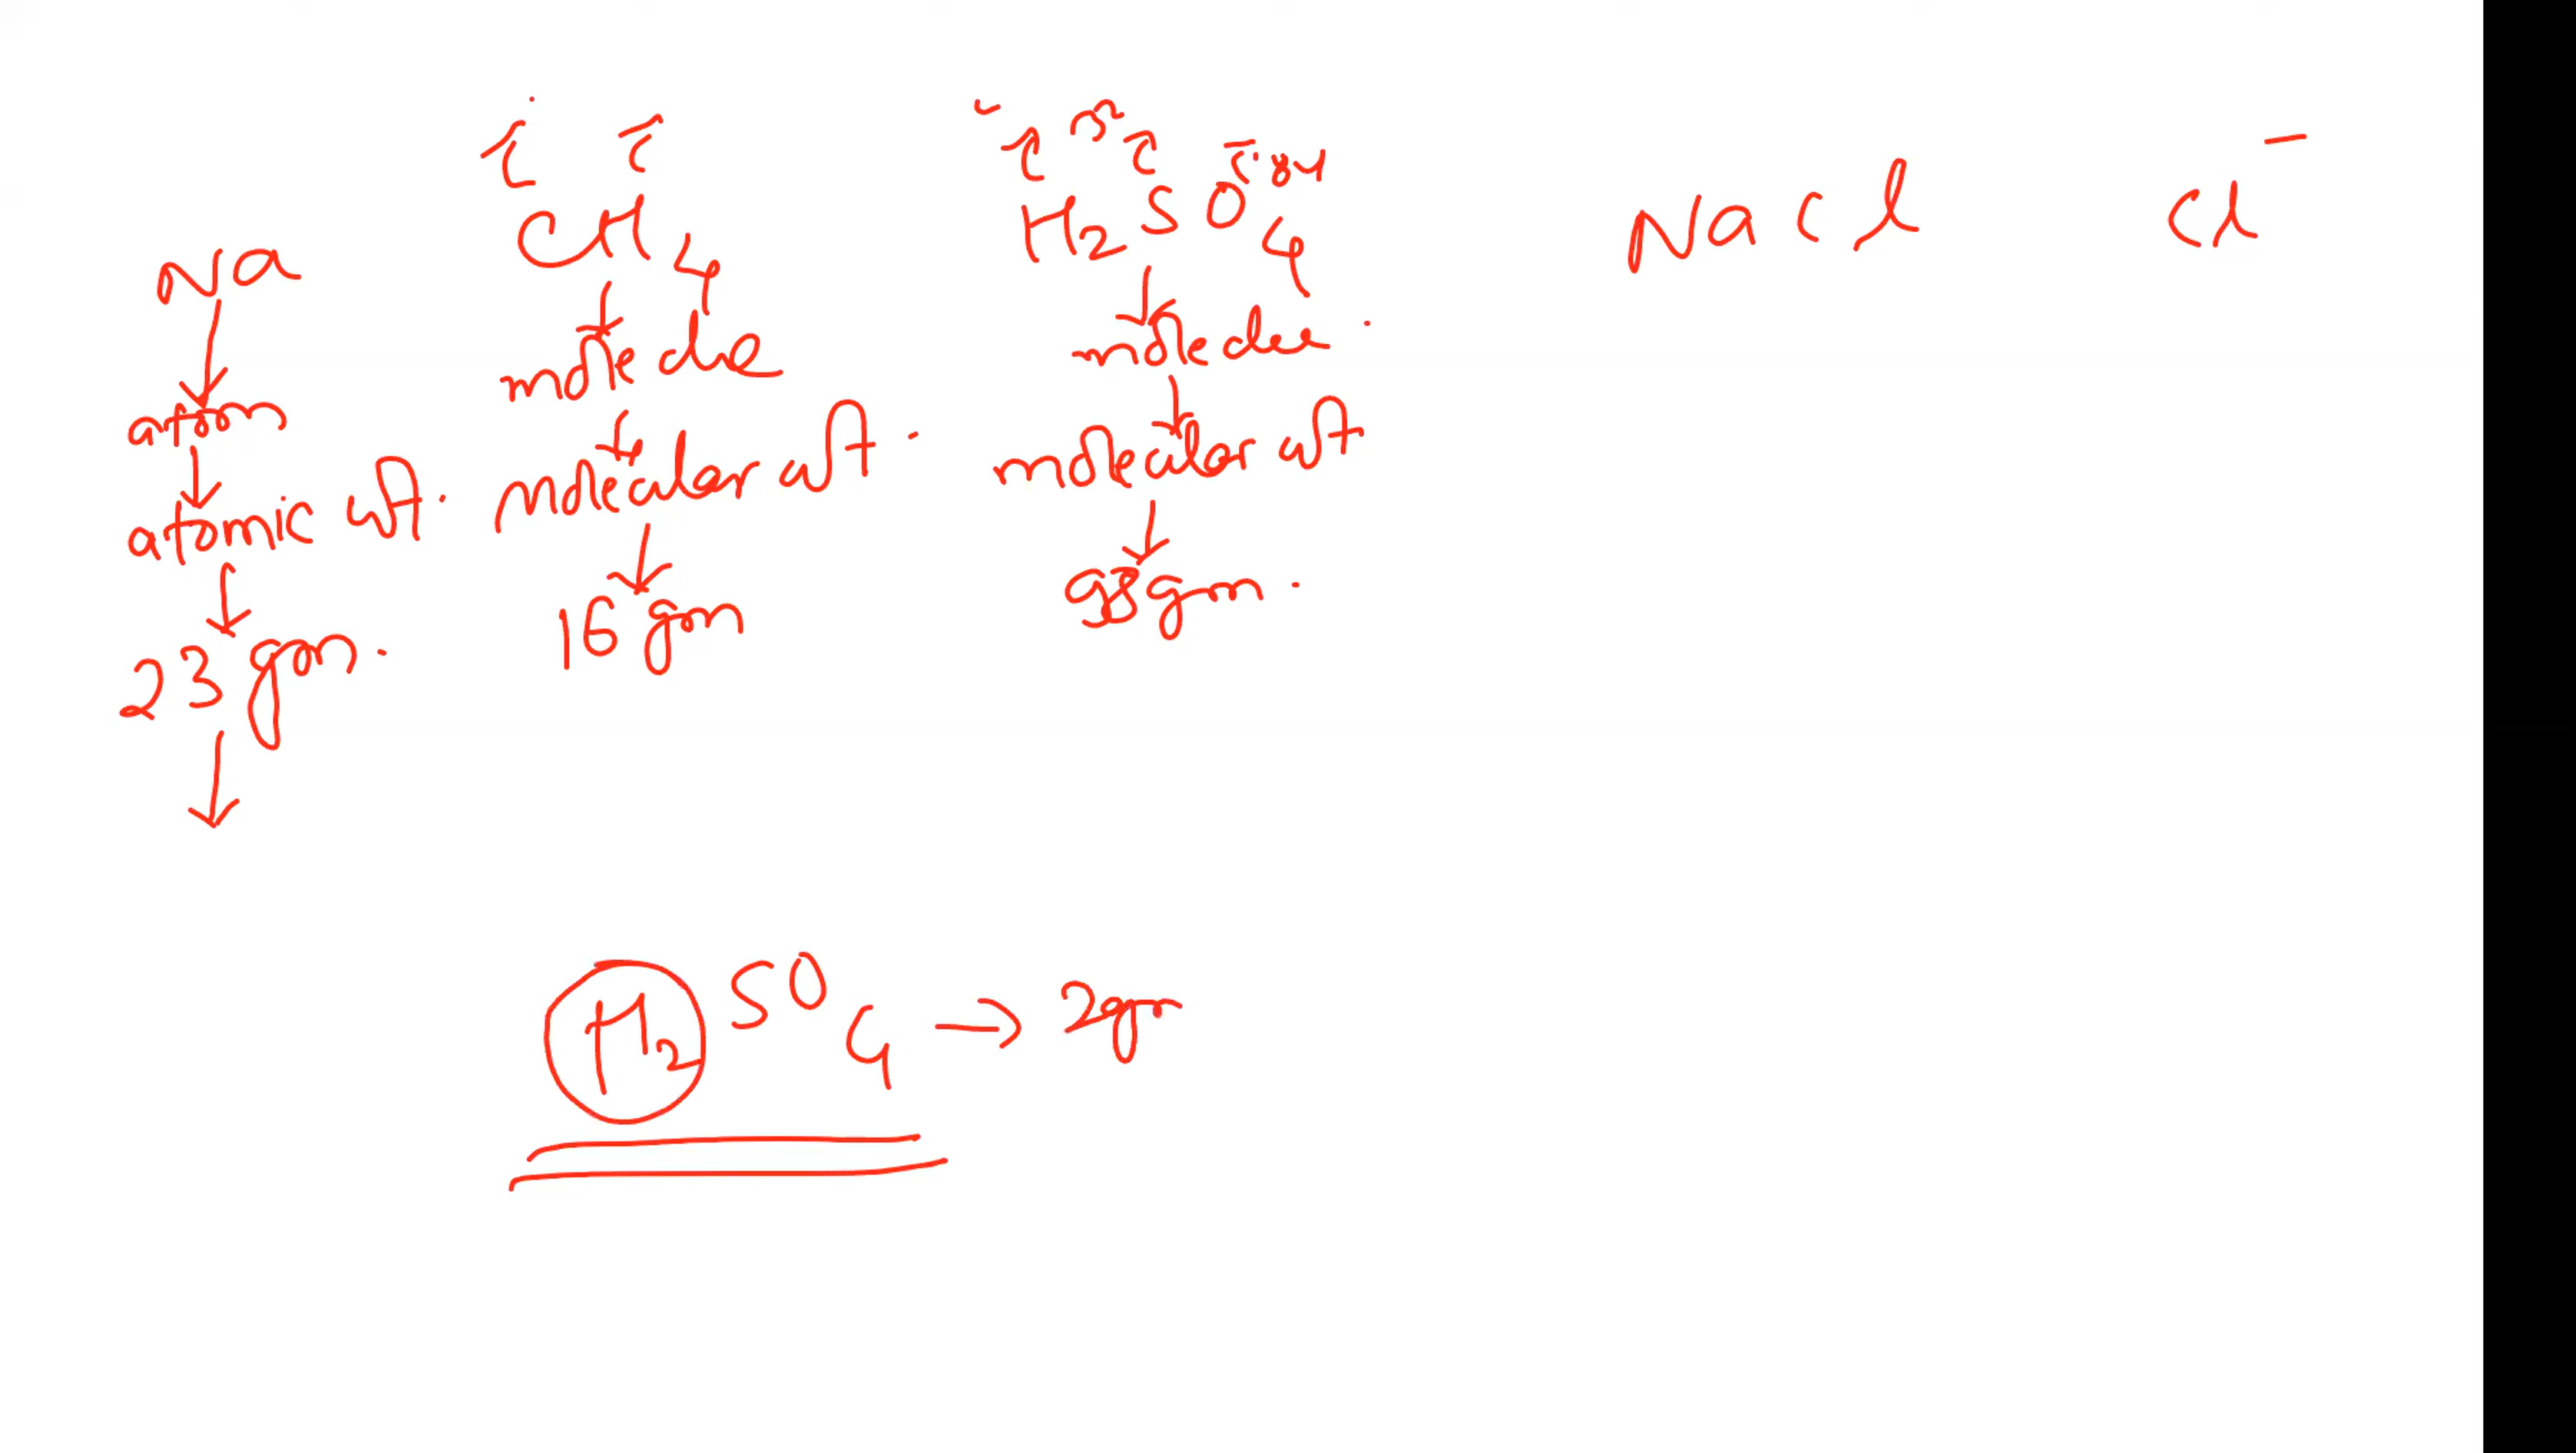 Na
atom
atomic wt.
23 gm.
CH4
molecule
molecular wt.
16 gm
H2SO4
molecule.
molecular wt
98 gm.
NaCl
Cl⁻
H2SO4 → 2gm